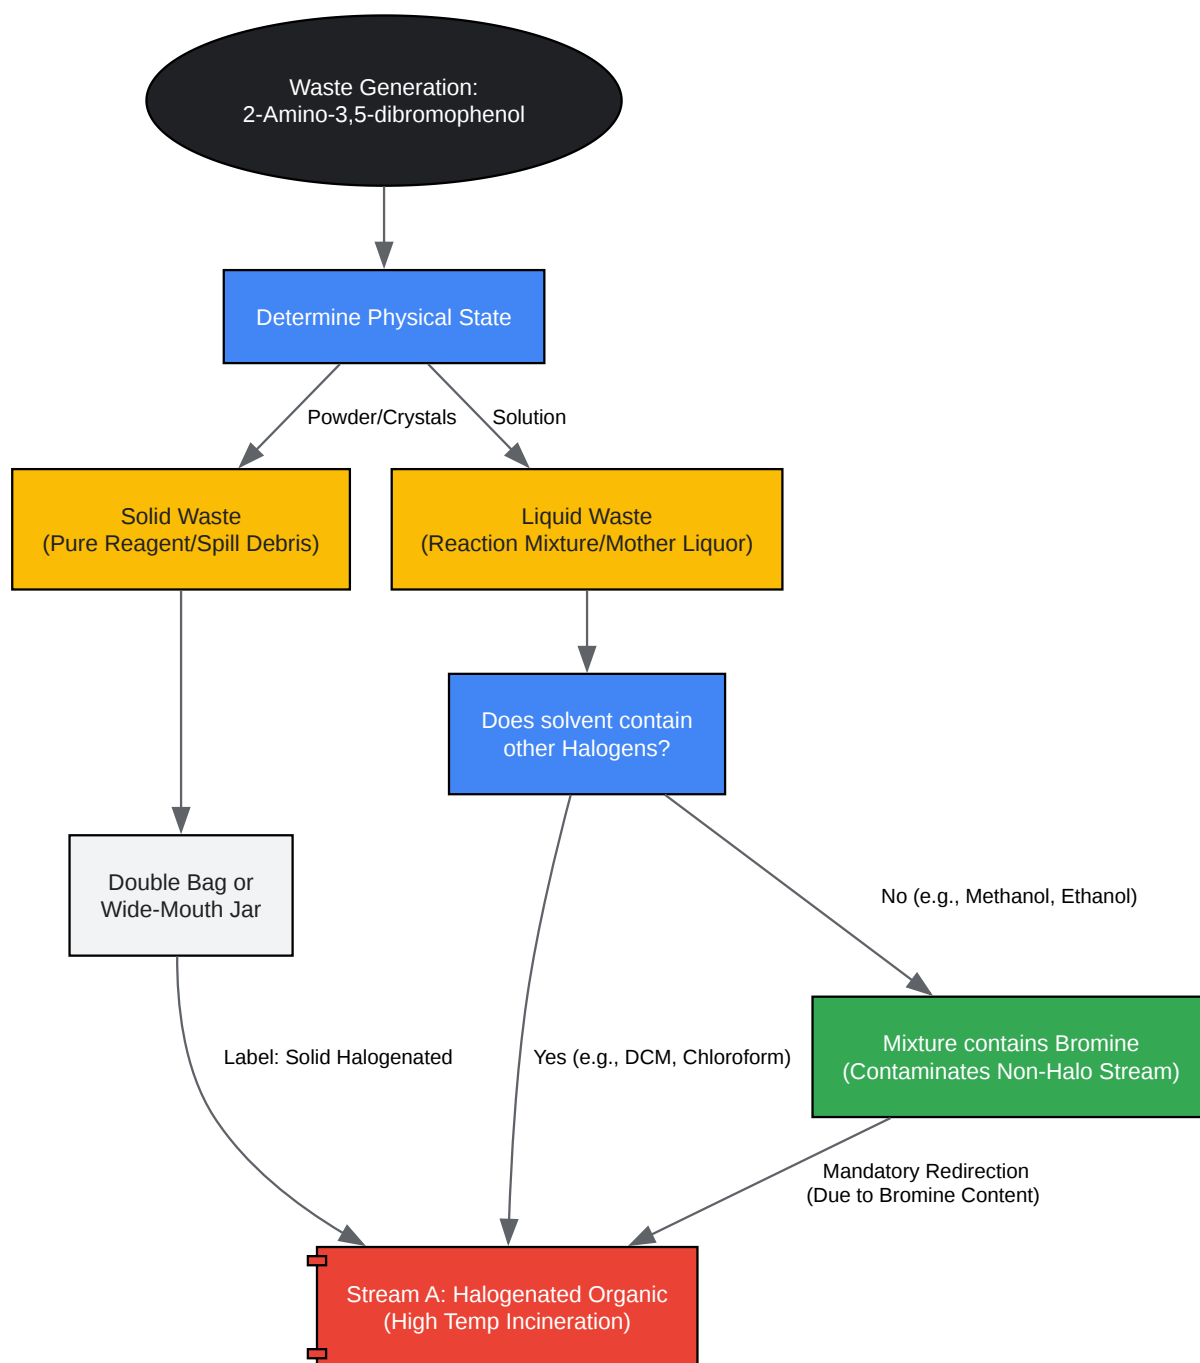 Waste Generation:
2-Amino-3,5-dibromophenol
Determine Physical State
Powder/Crystals
Solution
Solid Waste
(Pure Reagent/Spill Debris)
Liquid Waste
(Reaction Mixture/Mother Liquor)
Does solvent contain
other Halogens?
Double Bag or
Wide-Mouth Jar
No (e.g., Methanol, Ethanol)
Label: Solid Halogenated
Yes (e.g., DCM, Chloroform)
Mixture contains Bromine
(Contaminates Non-Halo Stream)
Mandatory Redirection
(Due to Bromine Content)
Stream A: Halogenated Organic
(High Temp Incineration)